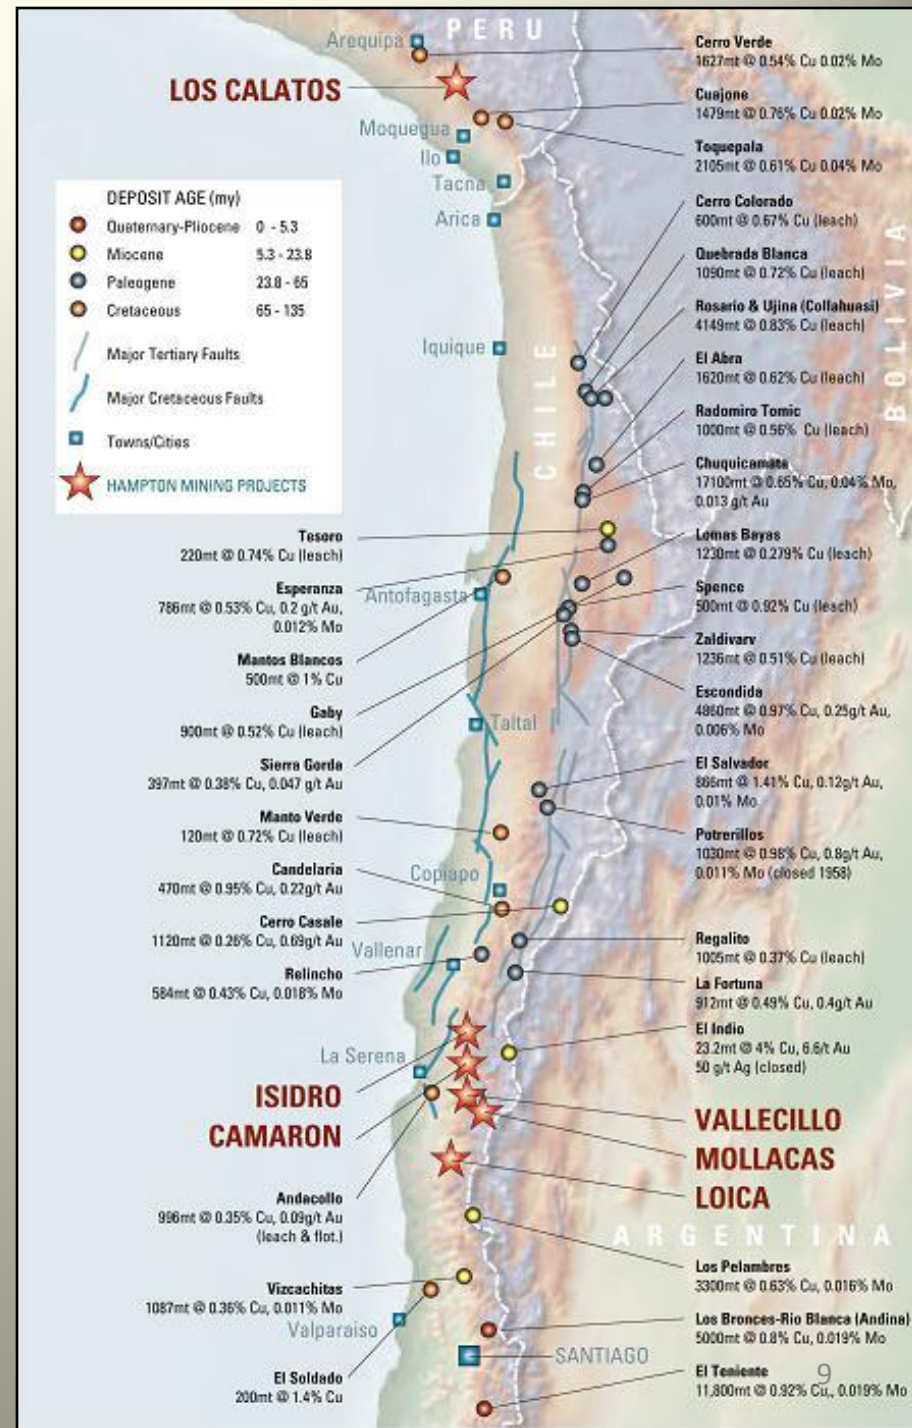 PERU
Arequipa
LOS CALATOS
Moquegua
Ilo
Tacna
Arica
DEPOSIT AGE (my)
Quaternary-Pliocene 0 - 5.3
Miocene 5.3 - 23.8
Paleogene 23.8 - 65
Cretaceous 65 - 135
Major Tertiary Faults
Major Cretaceous Faults
Towns/Cities
HAMPTON MINING PROJECTS
Iquique
CHILE
BOLIVIA
Cerro Verde
1627mt @ 0.54% Cu 0.02% Mo
Cuajone
1479mt @ 0.76% Cu 0.02% Mo
Toquepala
2105mt @ 0.61% Cu 0.04% Mo
Cerro Colorado
600mt @ 0.67% Cu (leach)
Quebrada Blanca
1090mt @ 0.72% Cu (leach)
Rosario & Ujina (Collahuasi)
4149mt @ 0.83% Cu (leach)
El Abra
1620mt @ 0.62% Cu (leach)
Radomiro Tomic
1000mt @ 0.56% Cu (leach)
Chuquicamata
17100mt @ 0.65% Cu, 0.04% Mo,
0.013 g/t Au
Lomas Bayas
1230mt @ 0.279% Cu (leach)
Spence
500mt @ 0.92% Cu (leach)
Zaldivarv
1236mt @ 0.51% Cu (leach)
Escondida
4860mt @ 0.97% Cu, 0.25g/t Au,
0.006% Mo
El Salvador
866mt @ 1.41% Cu, 0.12g/t Au,
0.01% Mo
Potrerillos
1030mt @ 0.98% Cu, 0.8g/t Au,
0.011% Mo (closed 1958)
Regalito
1005mt @ 0.37% Cu (leach)
La Fortuna
912mt @ 0.49% Cu, 0.4g/t Au
El Indio
23.2mt @ 4% Cu, 6.6/t Au
50 g/t Ag (closed)
VALLECILLO
MOLLACAS
LOICA
ARGENTINA
Los Pelambres
3300mt @ 0.63% Cu, 0.016% Mo
Los Bronces-Rio Blanca (Andina)
5000mt @ 0.8% Cu, 0.019% Mo
SANTIAGO
El Teniente
11,800mt @ 0.92% Cu,, 0.019% Mo
9
Tesoro
220mt @ 0.74% Cu (leach)
Esperanza
786mt @ 0.53% Cu, 0.2 g/t Au,
0.012% Mo
Antofagasta
Mantos Blancos
500mt @ 1% Cu
Gaby
900mt @ 0.52% Cu (leach)
Taltal
Sierra Gorda
397mt @ 0.38% Cu, 0.047 g/t Au
Manto Verde
120mt @ 0.72% Cu (leach)
Candelaria
470mt @ 0.95% Cu, 0.22g/t Au
Copiapo
Cerro Casale
1120mt @ 0.26% Cu, 0.69g/t Au
Vallenar
Relincho
584mt @ 0.43% Cu, 0.018% Mo
La Serena
ISIDRO
CAMARON
Andacollo
996mt @ 0.35% Cu, 0.09g/t Au
(leach & flot.)
Vizcachitas
1087mt @ 0.36% Cu, 0.011% Mo
Valparaiso
El Soldado
200mt @ 1.4% Cu